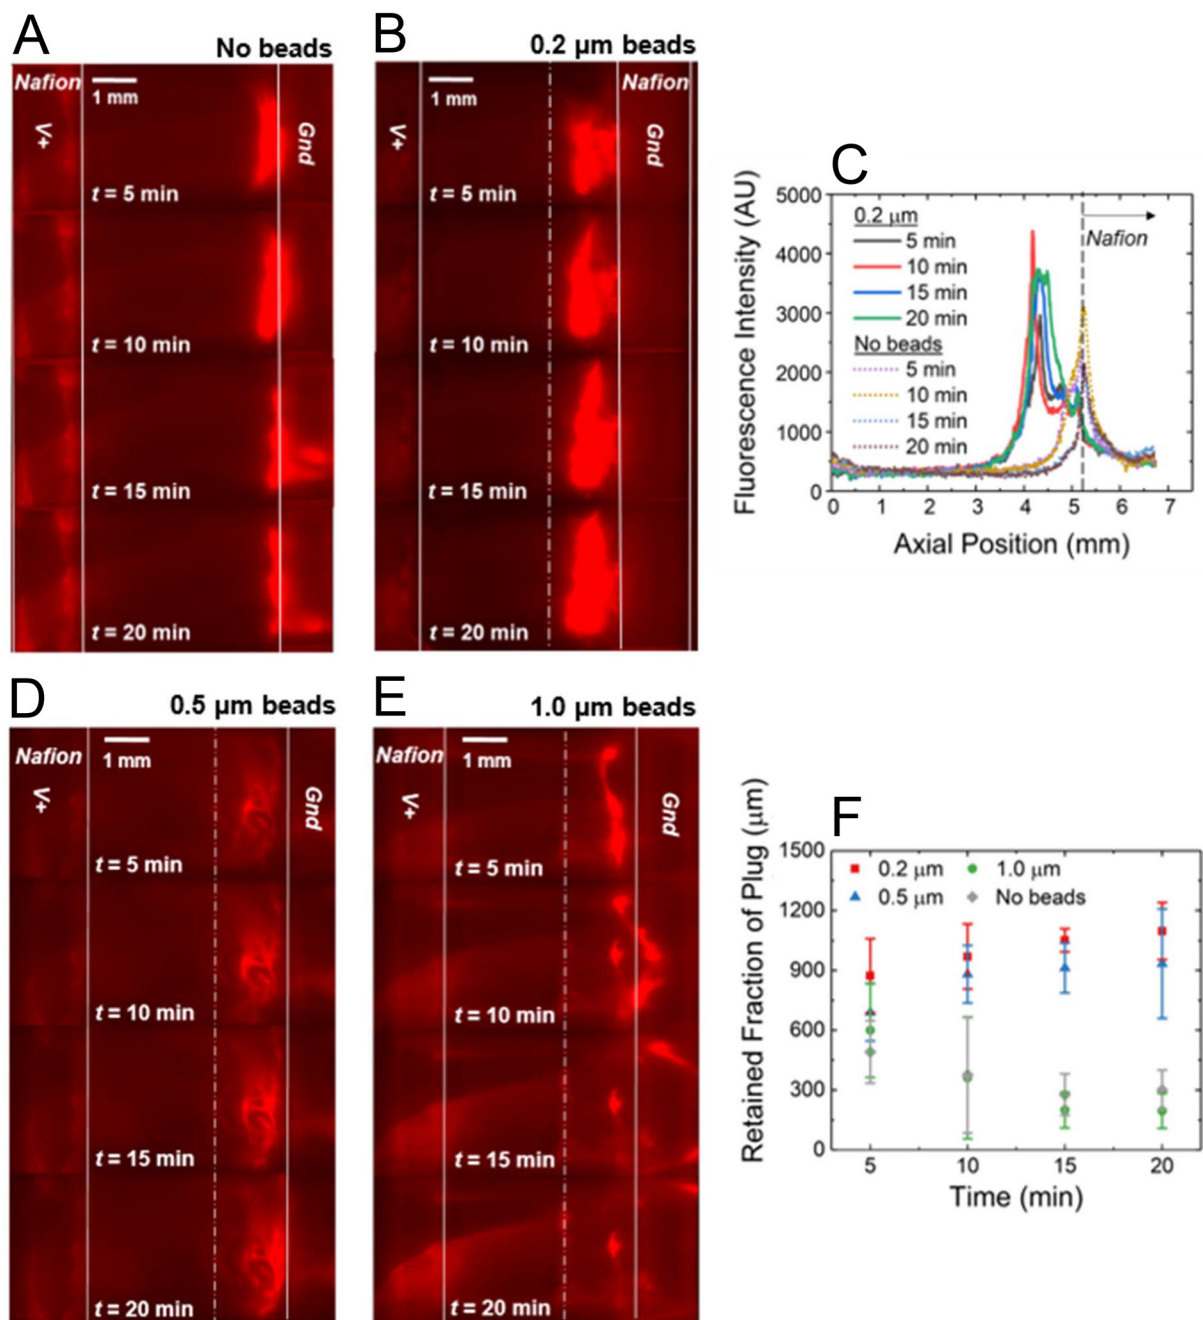 A
No beads
Nafion
1 mm
V+
Gnd
t = 5 min
t = 10 min
t = 15 min
t = 20 min
B
0.2 µm beads
1 mm
Nafion
V+
Gnd
t = 5 min
t = 10 min
t = 15 min
t = 20 min
C
Fluorescence Intensity (AU)
5000
4000
3000
2000
1000
0
0.2 µm
5 min
10 min
15 min
20 min
No beads
5 min
10 min
15 min
20 min
Nafion
0 1 2 3 4 5 6 7
Axial Position (mm)
D
0.5 µm beads
Nafion
1 mm
V+
Gnd
t = 5 min
t = 10 min
t = 15 min
t = 20 min
E
1.0 µm beads
Nafion
1 mm
V+
Gnd
t = 5 min
t = 10 min
t = 15 min
t = 20 min
F
Retained Fraction of Plug (µm)
1500
1200
900
600
300
0
0.2 µm 1.0 µm
0.5 µm No beads
5 10 15 20
Time (min)